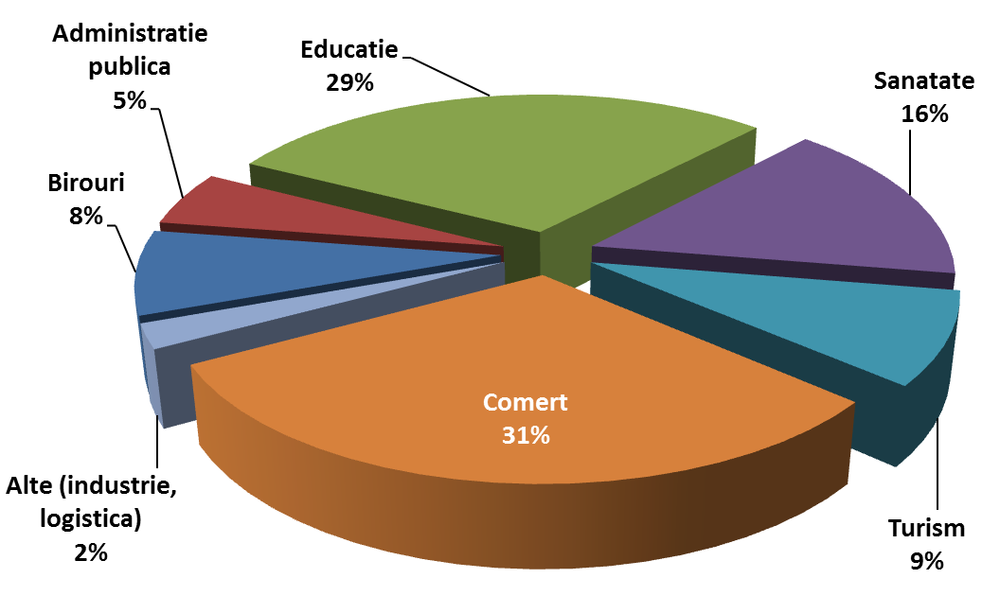 Administratie
publica
5%
Educatie
29%
Sanatate
16%
Birouri
8%
Comert
31%
Alte (industrie,
logistica)
2%
Turism
9%